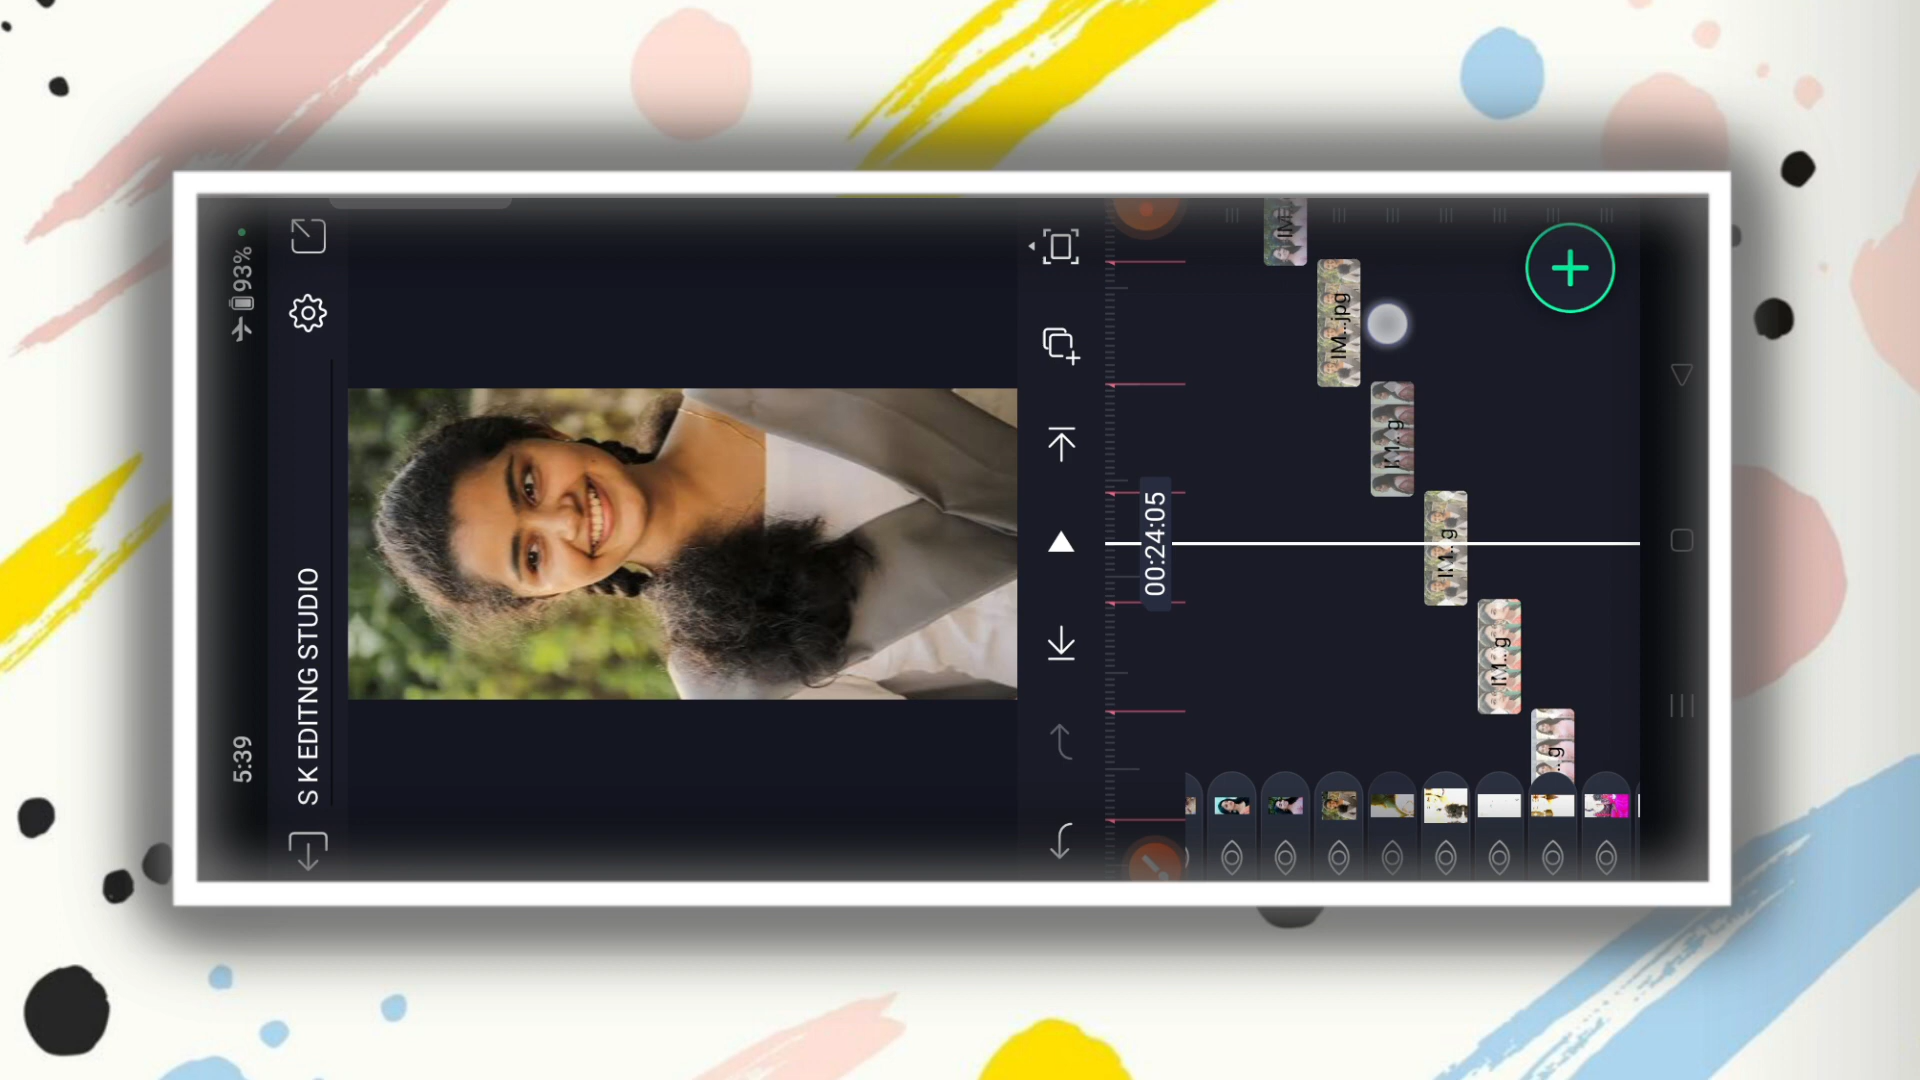 5:39
93%
S K EDITNG STUDIO
00:24:05
IM
IM...jpg
IM...g
IM...g
IM...g
...g